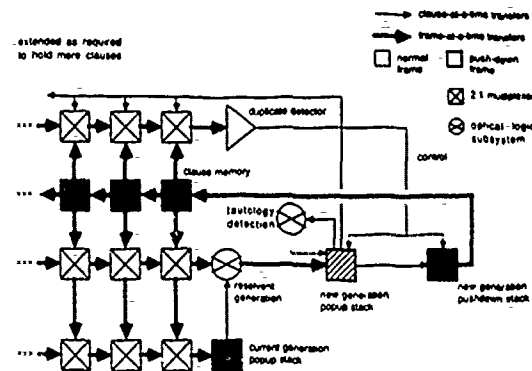 clause-at-a-time transfers
frame-at-a-time transfers
extended as required
to hold more clauses
normal
frame
push-down
frame
2:1 multiplexor
optical-logic
subsystem
duplicate detector
control
clause memory
tautology
detection
resolvent
generation
new generation
popup stack
new generation
pushdown stack
current generation
popup stack